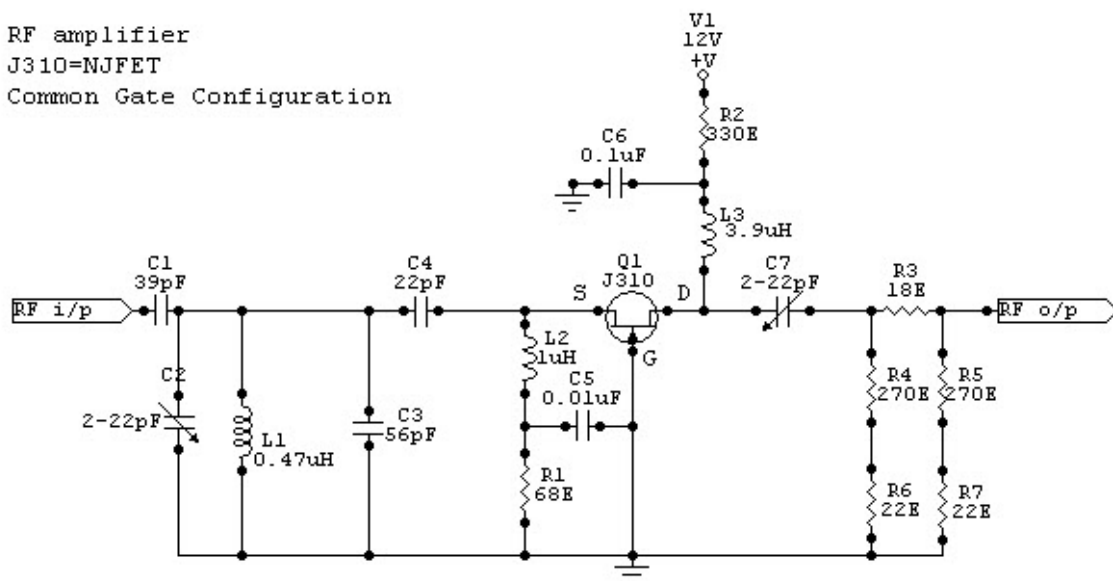 RF amplifier
J310=NJFET
Common Gate Configuration
V1
12V
+V
R2
330E
C6
0.1uF
L3
3.9uH
C1
39pF
C4
22pF
Q1
J310
C7
2-22pF
R3
18E
S
D
RF i/p
RF o/p
L2
1uH
G
C2
2-22pF
C5
0.01uF
R4
270E
R5
270E
L1
0.47uH
C3
56pF
R1
68E
R6
22E
R7
22E